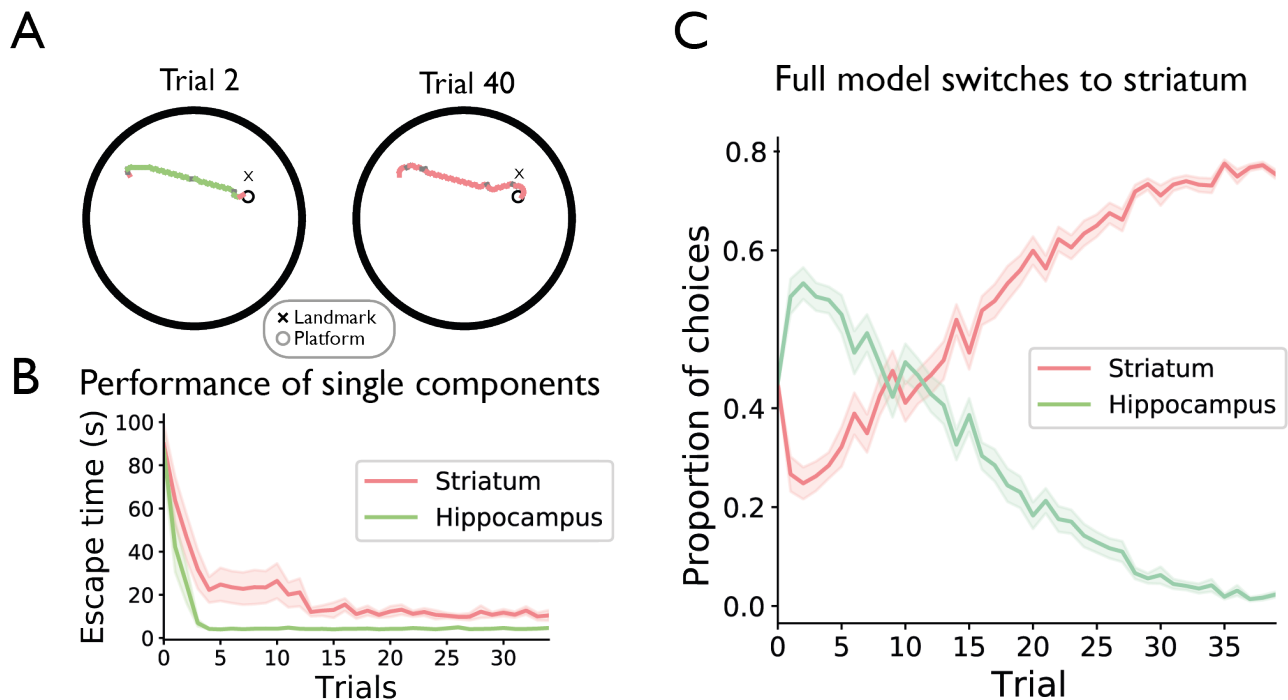 A
Trial 2
Trial 40
× Landmark
Platform
B
Performance of single components
Escape time (s)
100
80
60
40
20
0
0
5
10
15
20
25
30
Trials
Striatum
Hippocampus
C
Full model switches to striatum
Proportion of choices
0.8
0.6
0.4
0.2
0.0
0
5
10
15
20
25
30
35
Trial
Striatum
Hippocampus